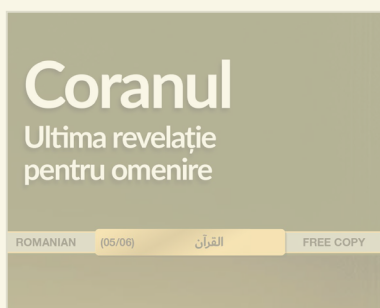 Coranul
Ultima revelație
pentru omenire
ROMANIAN (05/06) القرآن FREE COPY